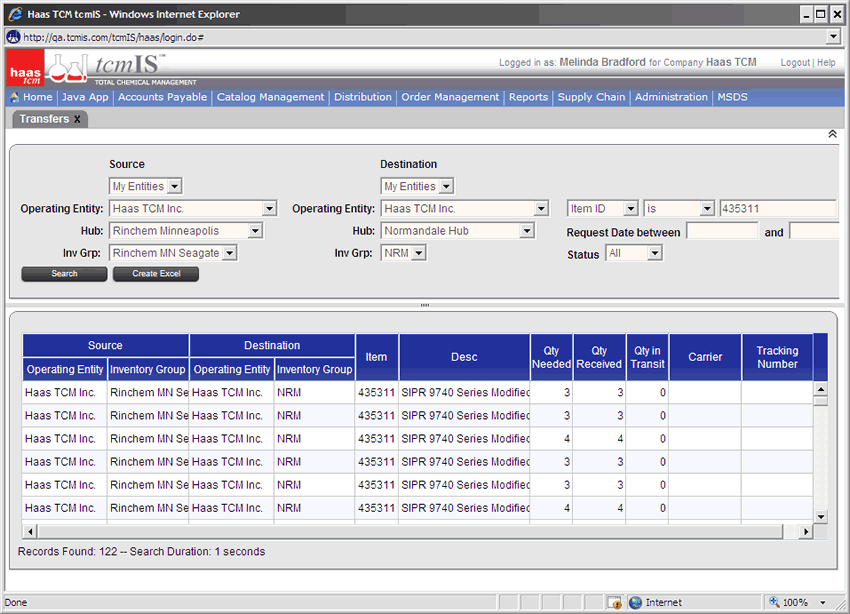 Haas TCM tcmIS - Windows Internet Explorer
http://qa.tcmis.com/tcmIS/haas/login.do#
haas tcm
tcmIS™
TOTAL CHEMICAL MANAGEMENT
Logged in as: Melinda Bradford for Company Haas TCM Logout | Help
Home | Java App | Accounts Payable | Catalog Management | Distribution | Order Management | Reports | Supply Chain | Administration | MSDS
Transfers x
Source Destination
My Entities My Entities
Operating Entity: Haas TCM Inc. Operating Entity: Haas TCM Inc. Item ID is 435311
Hub: Rinchem Minneapolis Hub: Normandale Hub Request Date between and
Inv Grp: Rinchem MN Seagate Inv Grp: NRM Status All
Search Create Excel
Source Destination Item Desc Qty Needed Qty Received Qty in Transit Carrier Tracking Number
Operating Entity Inventory Group Operating Entity Inventory Group
Haas TCM Inc. Rinchem MN Se Haas TCM Inc. NRM 435311 SIPR 9740 Series Modified 3 3 0
Haas TCM Inc. Rinchem MN Se Haas TCM Inc. NRM 435311 SIPR 9740 Series Modified 3 3 0
Haas TCM Inc. Rinchem MN Se Haas TCM Inc. NRM 435311 SIPR 9740 Series Modified 4 4 0
Haas TCM Inc. Rinchem MN Se Haas TCM Inc. NRM 435311 SIPR 9740 Series Modified 3 3 0
Haas TCM Inc. Rinchem MN Se Haas TCM Inc. NRM 435311 SIPR 9740 Series Modified 3 3 0
Haas TCM Inc. Rinchem MN Se Haas TCM Inc. NRM 435311 SIPR 9740 Series Modified 4 4 0
Records Found: 122 -- Search Duration: 1 seconds
Done Internet 100%